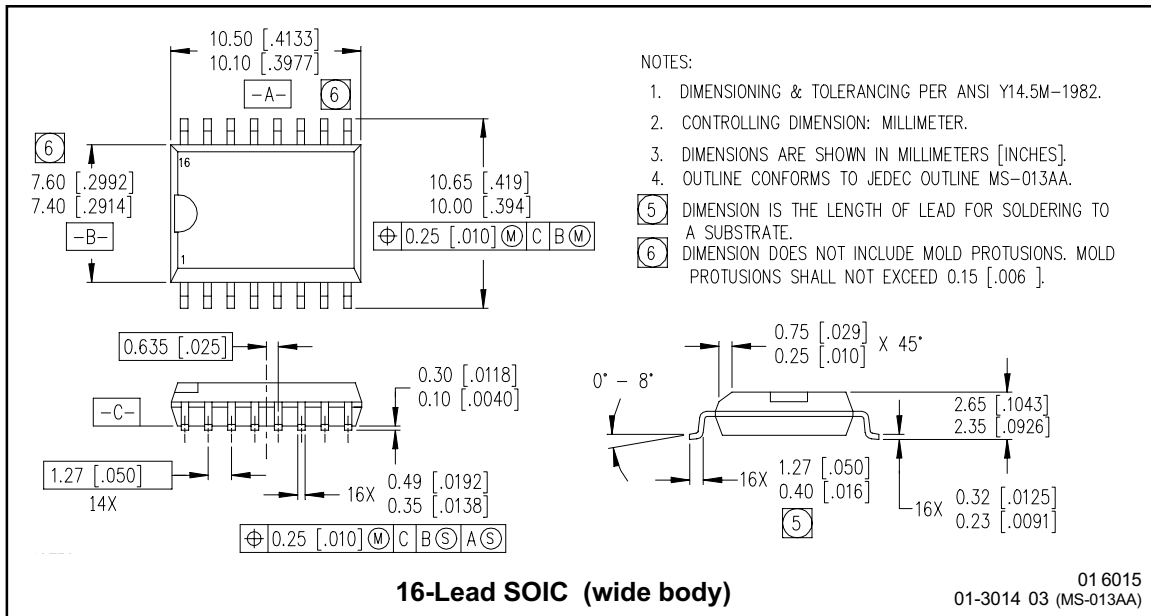 10.50 [.4133]
10.10 [.3977]
-A-
6
16
1
6
7.60 [.2992]
7.40 [.2914]
-B-
10.65 [.419]
10.00 [.394]
⌖ 0.25 [.010] Ⓜ C B Ⓜ
NOTES:
1. DIMENSIONING & TOLERANCING PER ANSI Y14.5M-1982.
2. CONTROLLING DIMENSION: MILLIMETER.
3. DIMENSIONS ARE SHOWN IN MILLIMETERS [INCHES].
4. OUTLINE CONFORMS TO JEDEC OUTLINE MS-013AA.
5 DIMENSION IS THE LENGTH OF LEAD FOR SOLDERING TO
A SUBSTRATE.
6 DIMENSION DOES NOT INCLUDE MOLD PROTUSIONS. MOLD
PROTUSIONS SHALL NOT EXCEED 0.15 [.006 ].
0.635 [.025]
-C-
0.30 [.0118]
0.10 [.0040]
1.27 [.050]
14X
16X 0.49 [.0192]
0.35 [.0138]
⌖ 0.25 [.010] Ⓜ C B Ⓢ A Ⓢ
0.75 [.029]
0.25 [.010] X 45°
0° - 8°
2.65 [.1043]
2.35 [.0926]
16X 1.27 [.050]
0.40 [.016]
5
16X 0.32 [.0125]
0.23 [.0091]
16-Lead SOIC (wide body)
01 6015
01-3014 03 (MS-013AA)